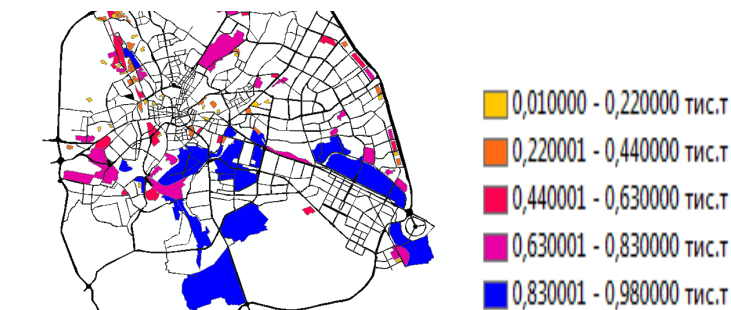 0,010000 - 0,220000 тис.т
0,220001 - 0,440000 тис.т
0,440001 - 0,630000 тис.т
0,630001 - 0,830000 тис.т
0,830001 - 0,980000 тис.т